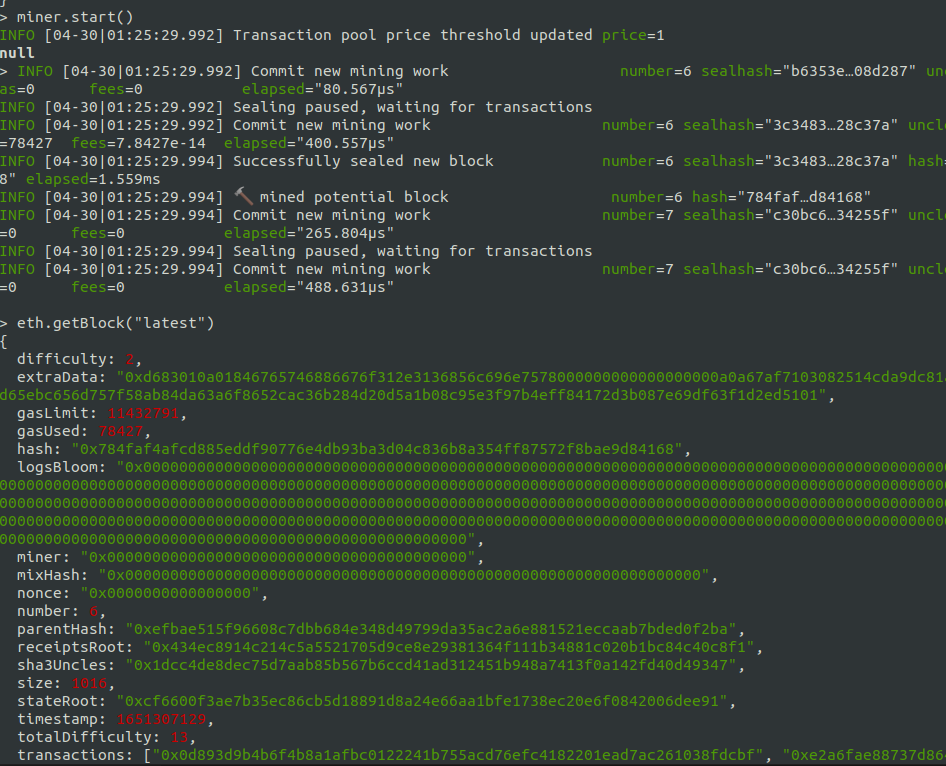 }
> miner.start()
INFO [04-30|01:25:29.992] Transaction pool price threshold updated price=1
null
> INFO [04-30|01:25:29.992] Commit new mining work number=6 sealhash="b6353e…08d287" unc
as=0 fees=0 elapsed="80.567µs"
INFO [04-30|01:25:29.992] Sealing paused, waiting for transactions
INFO [04-30|01:25:29.992] Commit new mining work number=6 sealhash="3c3483…28c37a" uncl
=78427 fees=7.8427e-14 elapsed="400.557µs"
INFO [04-30|01:25:29.994] Successfully sealed new block number=6 sealhash="3c3483…28c37a" hash=
8" elapsed=1.559ms
INFO [04-30|01:25:29.994] 🔨 mined potential block number=6 hash="784faf…d84168"
INFO [04-30|01:25:29.994] Commit new mining work number=7 sealhash="c30bc6…34255f" uncl
=0 fees=0 elapsed="265.804µs"
INFO [04-30|01:25:29.994] Sealing paused, waiting for transactions
INFO [04-30|01:25:29.994] Commit new mining work number=7 sealhash="c30bc6…34255f" uncl
=0 fees=0 elapsed="488.631µs"
> eth.getBlock("latest")
{
difficulty: 2,
extraData: "0xd683010a01846765746886676f312e3136856c696e7578000000000000000000a0a67af7103082514cda9dc81
d65ebc656d757f58ab84da63a6f8652cac36b284d20d5a1b08c95e3f97b4eff84172d3b087e69df63f1d2ed5101",
gasLimit: 11432791,
gasUsed: 78427,
hash: "0x784faf4afcd885eddf90776e4db93ba3d04c836b8a354ff87572f8bae9d84168",
logsBloom: "0x000000000000000000000000000000000000000000000000000000000000000000000000000000000000000000
000000000000000000000000000000000000000000000000000000000000000000000000000000000000000000000000000000000
000000000000000000000000000000000000000000000000000000000000000000000000000000000000000000000000000000000
000000000000000000000000000000000000000000000000000000000000000000000000000000000000000000000000000000000
0000000000000000000000000000000000000000000000000000",
miner: "0x0000000000000000000000000000000000000000",
mixHash: "0x0000000000000000000000000000000000000000000000000000000000000000",
nonce: "0x0000000000000000",
number: 6,
parentHash: "0xefbae515f96608c7dbb684e348d49799da35ac2a6e881521eccaab7bded0f2ba",
receiptsRoot: "0x434ec8914c214c5a5521705d9ce8e29381364f111b34881c020b1bc84c40c8f1",
sha3Uncles: "0x1dcc4de8dec75d7aab85b567b6ccd41ad312451b948a7413f0a142fd40d49347",
size: 1016,
stateRoot: "0xcf6600f3ae7b35ec86cb5d18891d8a24e66aa1bfe1738ec20e6f0842006dee91",
timestamp: 1651307129,
totalDifficulty: 13,
transactions: ["0x0d893d9b4b6f4b8a1afbc0122241b755acd76efc4182201ead7ac261038fdcbf", "0xe2a6fae88737d86